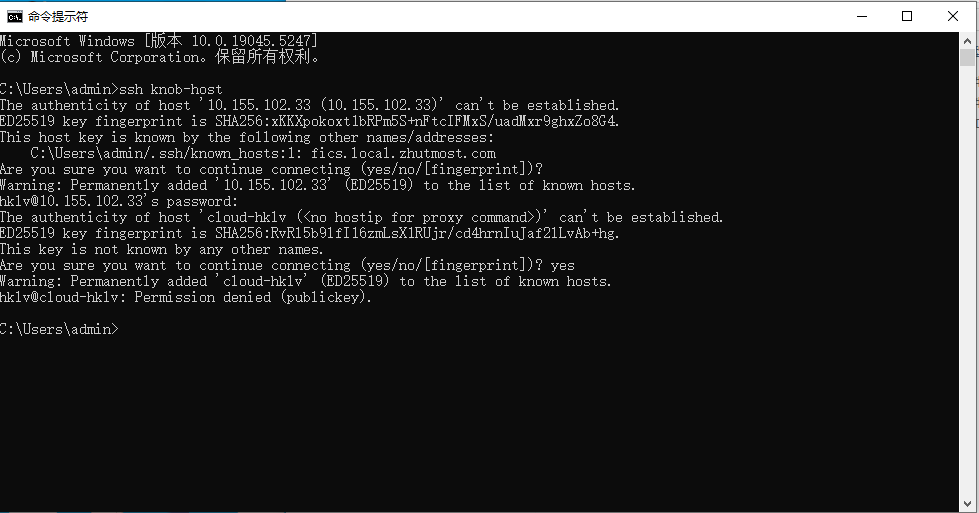 命令提示符
Microsoft Windows [版本 10.0.19045.5247]
(c) Microsoft Corporation。保留所有权利。
C:\Users\admin>ssh knob-host
The authenticity of host '10.155.102.33 (10.155.102.33)' can't be established.
ED25519 key fingerprint is SHA256:xKKXpokoxt1bRPm5S+nFtcIFMxS/uadMxr9ghxZo8G4.
This host key is known by the following other names/addresses:
    C:\Users\admin/.ssh/known_hosts:1: fics.local.zhutmost.com
Are you sure you want to continue connecting (yes/no/[fingerprint])?
Warning: Permanently added '10.155.102.33' (ED25519) to the list of known hosts.
hklv@10.155.102.33's password:
The authenticity of host 'cloud-hklv (<no hostip for proxy command>)' can't be established.
ED25519 key fingerprint is SHA256:RvR15b91fI16zmLsX1RUjr/cd4hrnIuJaf21LvAb+hg.
This key is not known by any other names.
Are you sure you want to continue connecting (yes/no/[fingerprint])? yes
Warning: Permanently added 'cloud-hklv' (ED25519) to the list of known hosts.
hklv@cloud-hklv: Permission denied (publickey).
C:\Users\admin>